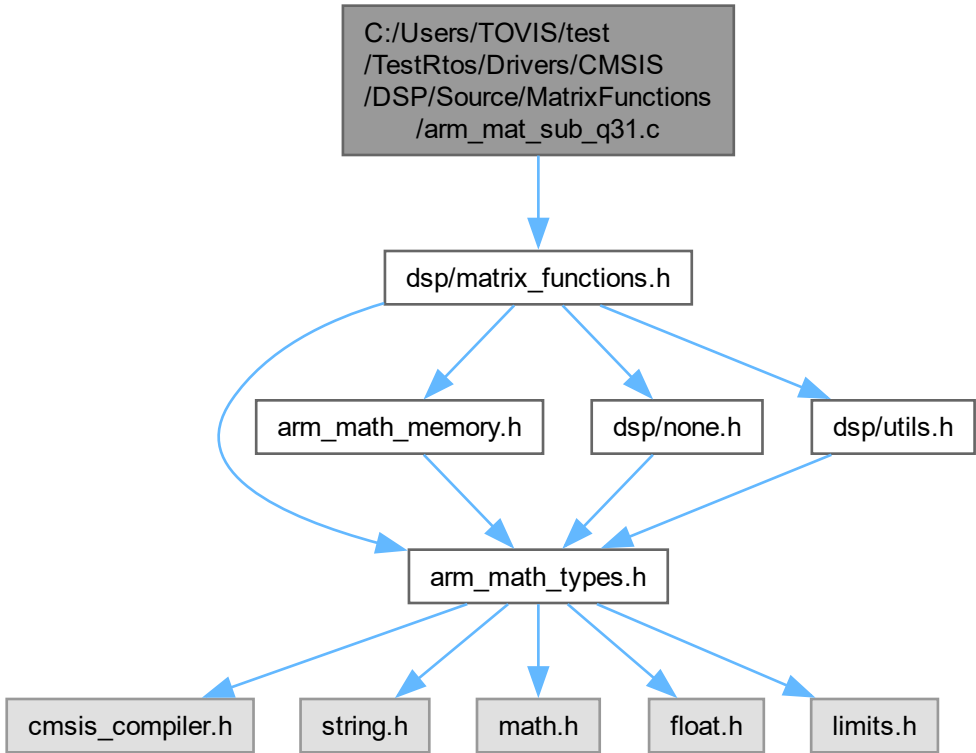 C:/Users/TOVIS/test
/TestRtos/Drivers/CMSIS
/DSP/Source/MatrixFunctions
/arm_mat_sub_q31.c
dsp/matrix_functions.h
arm_math_memory.h
dsp/none.h
dsp/utils.h
arm_math_types.h
cmsis_compiler.h
string.h
math.h
float.h
limits.h